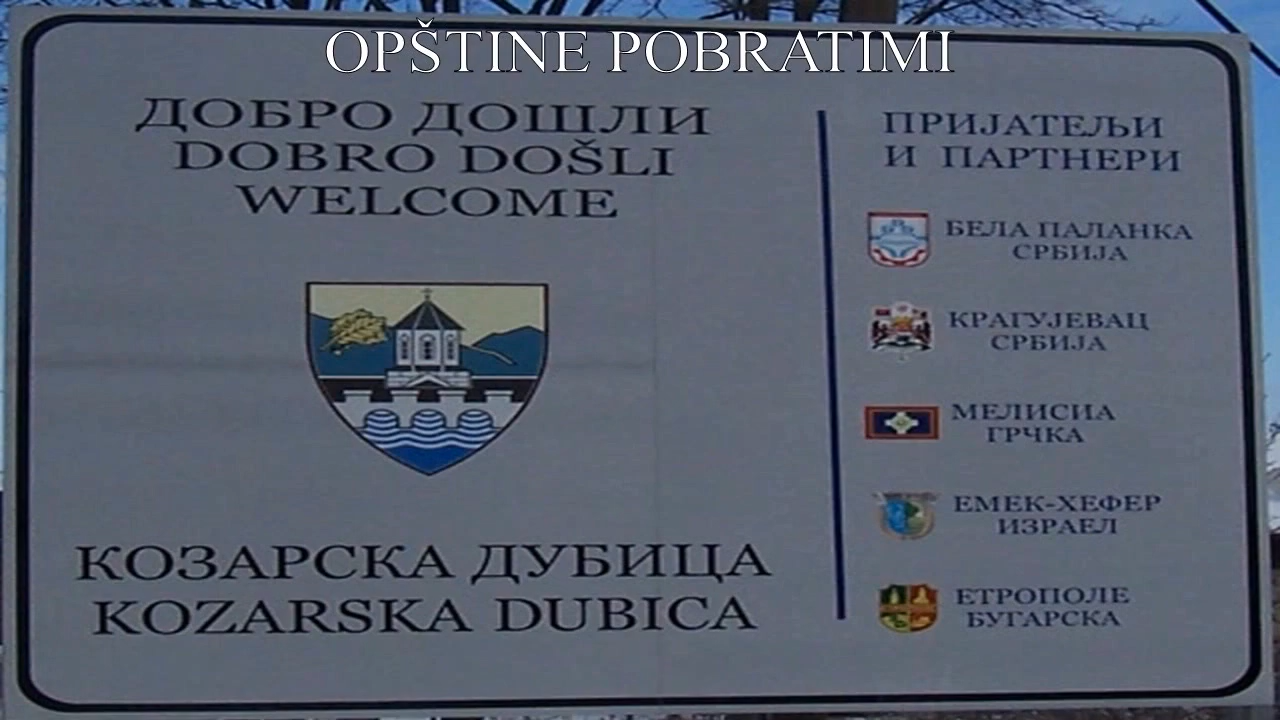 OPŠTINE POBRATIMI
ДОБРО ДОШЛИ
DOBRO DOŠLI
WELCOME
КОЗАРСКА ДУБИЦА
KOZARSKA DUBICA
ПРИЈАТЕЉИ
И ПАРТНЕРИ
БЕЛА ПАЛАНКА
СРБИЈА
КРАГУЈЕВАЦ
СРБИЈА
МЕЛИСИА
ГРЧКА
ЕМЕК-ХЕФЕР
ИЗРАЕЛ
ЕТРОПОЛЕ
БУГАРСКА